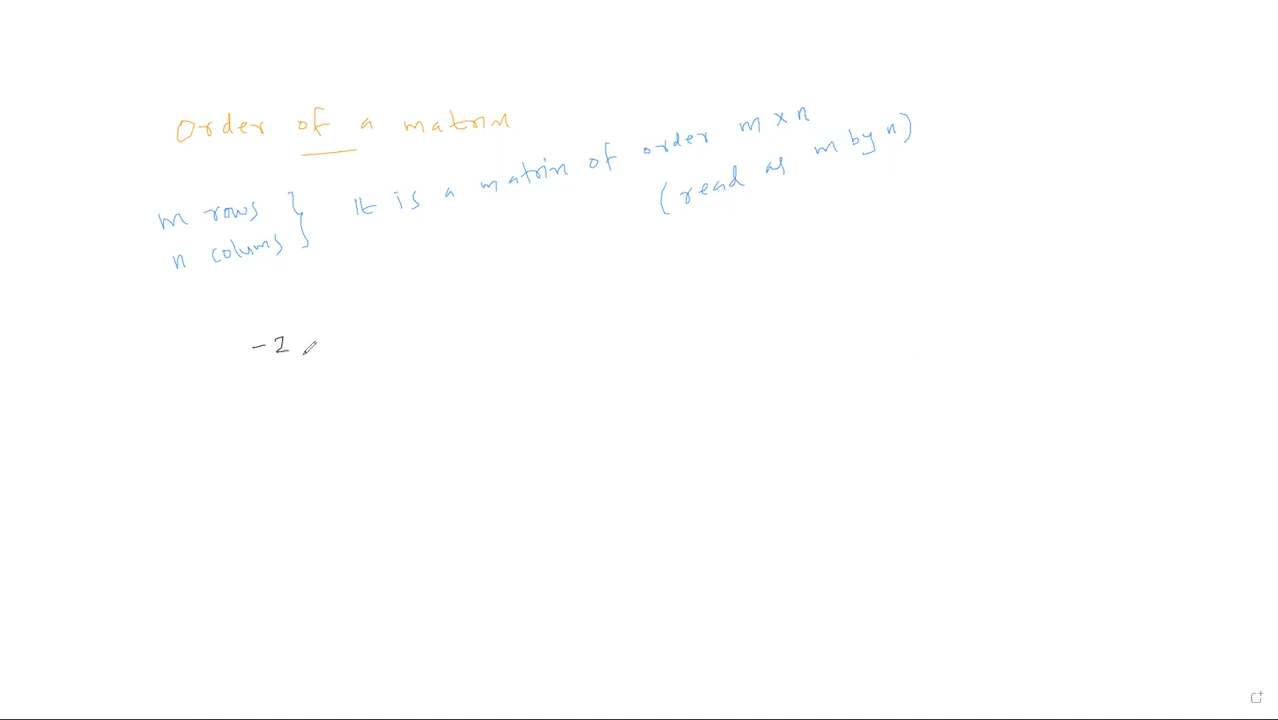 Order of a matrix
m rows } It is a matrix of order m × n
n colums } (read as m by n)
-2